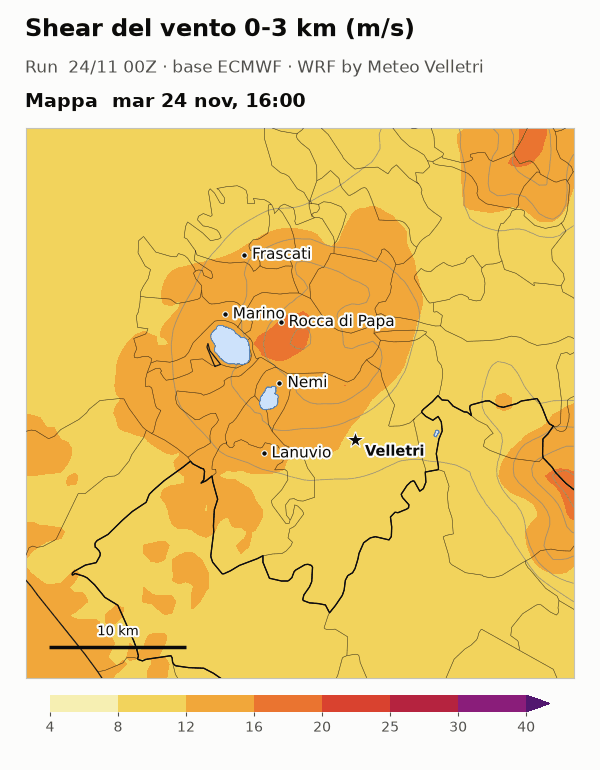 Shear del vento 0-3 km (m/s)
Run  24/11 00Z · base ECMWF · WRF by Meteo Velletri
Mappa  mar 24 nov, 16:00
Frascati
Marino
Rocca di Papa
Nemi
Velletri
Lanuvio
10 km
4 8 12 16 20 25 30 40